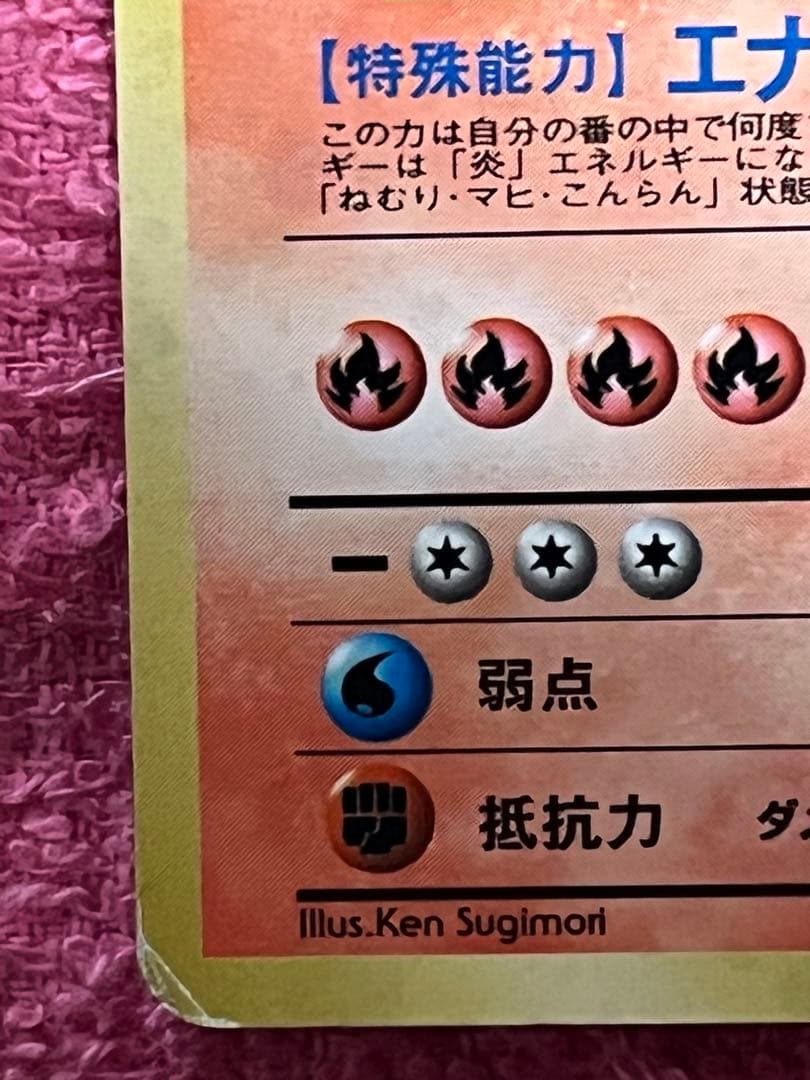 【特殊能力】エナ
この力は自分の番の中で何度
ギーは「炎」エネルギーにな
「ねむり・マヒ・こんらん」状態
弱点
抵抗力 ダ
Illus.Ken Sugimori